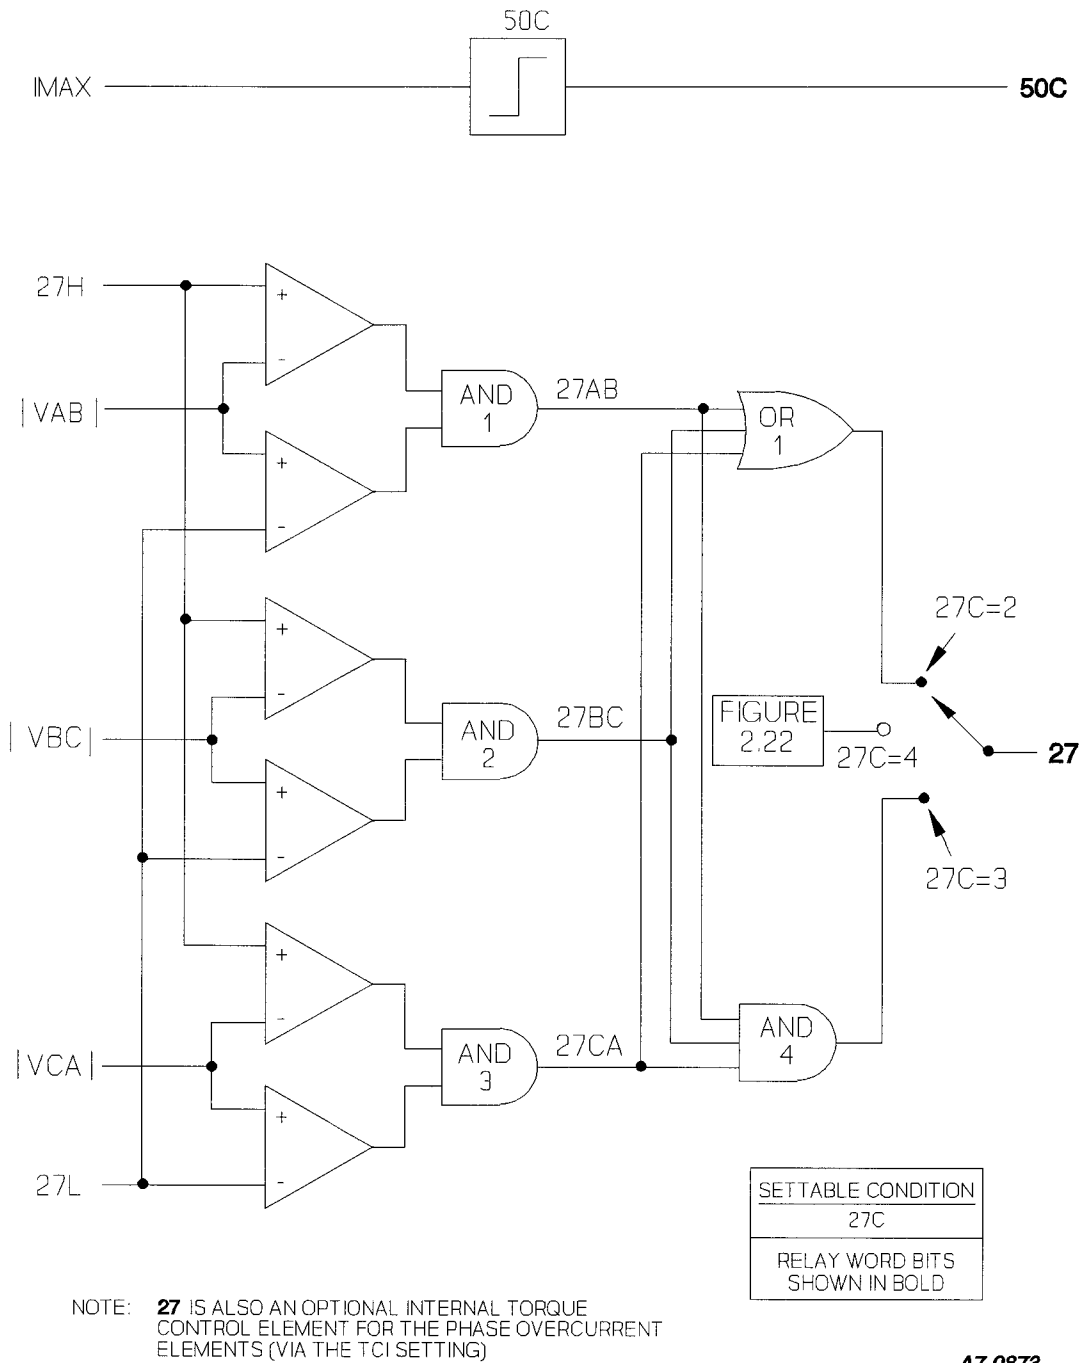 50C
IMAX
50C
27H
+
-
|VAB|
AND
1
27AB
OR
1
+
-
27C=2
+
-
|VBC|
AND
2
27BC
FIGURE
2.22
27C=4
27
+
-
27C=3
+
-
|VCA|
AND
3
27CA
AND
4
+
-
27L
SETTABLE CONDITION
27C
RELAY WORD BITS
SHOWN IN BOLD
NOTE: 27 IS ALSO AN OPTIONAL INTERNAL TORQUE
CONTROL ELEMENT FOR THE PHASE OVERCURRENT
ELEMENTS (VIA THE TCI SETTING)